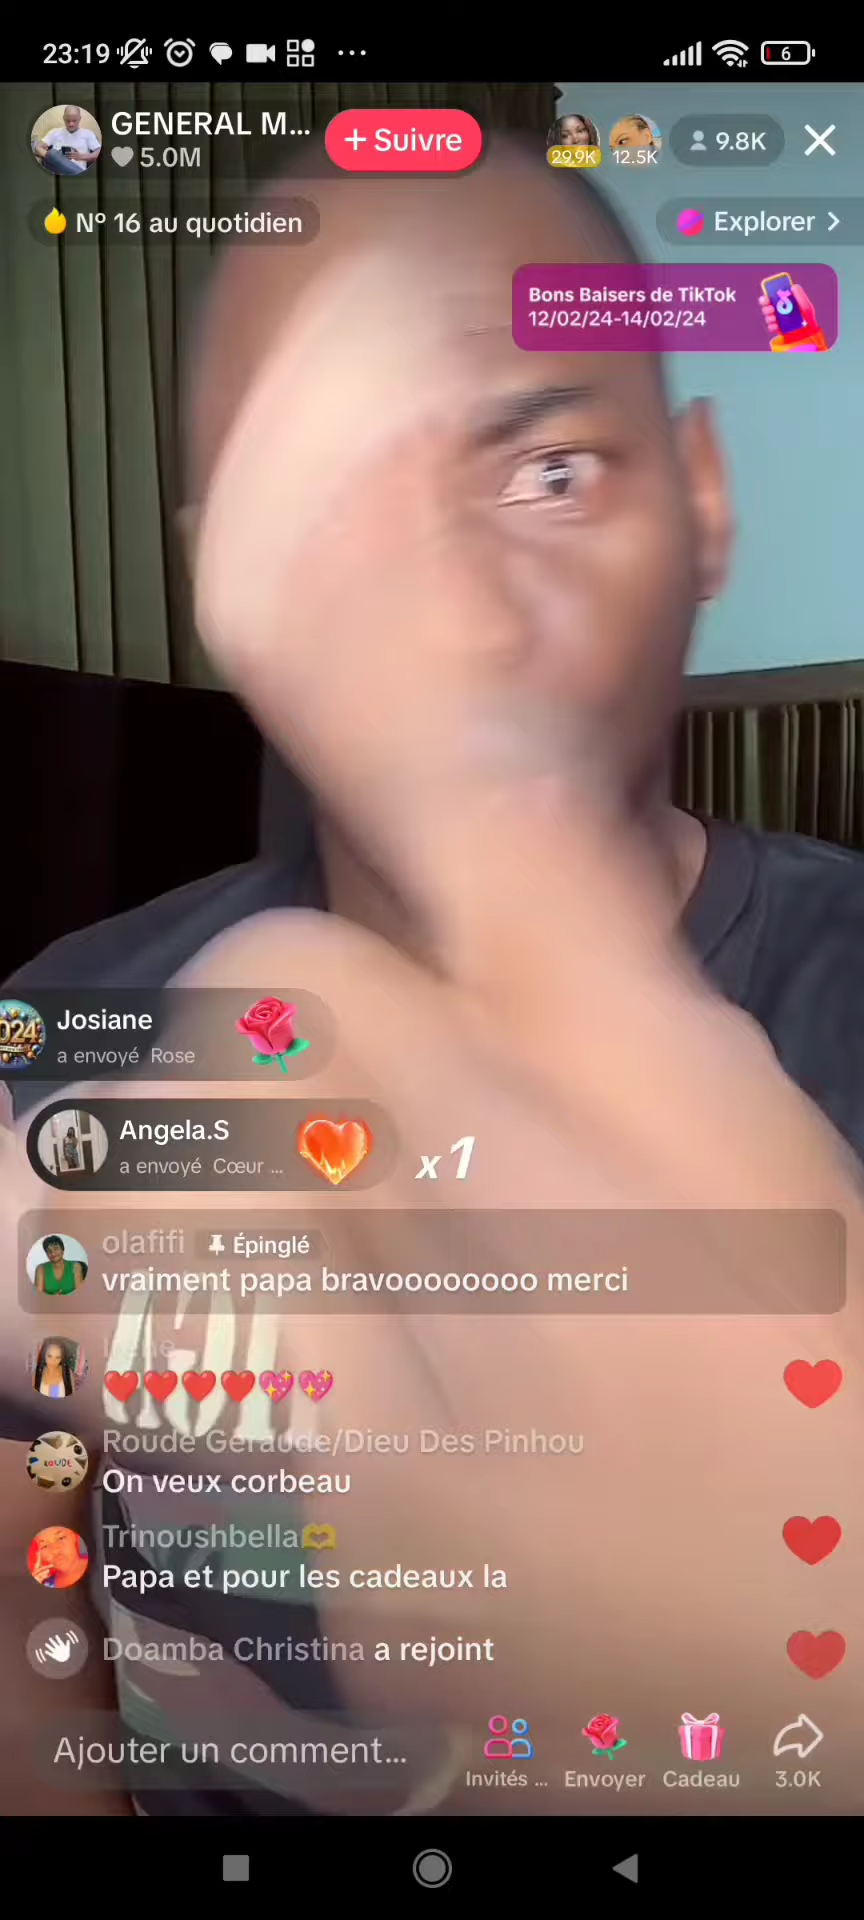 23:19
6
GENERAL M...
5.0M
+ Suivre
29.9K
12.5K
9.8K
N° 16 au quotidien
Explorer >
Bons Baisers de TikTok
12/02/24-14/02/24
Josiane
a envoyé Rose
Angela.S
a envoyé Cœur ...
x1
olafifi Épinglé
vraiment papa bravoooooooo merci
Irene
Roude Geraude/Dieu Des Pinhou
On veux corbeau
Trinoushbella
Papa et pour les cadeaux la
Doamba Christina a rejoint
Ajouter un comment...
Invités ...
Envoyer
Cadeau
3.0K